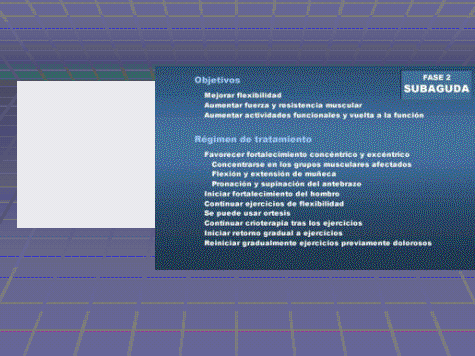 FASE 2
SUBAGUDA
Objetivos
Mejorar flexibilidad
Aumentar fuerza y rosistencia muscular
Aumentar actividades funcionales y vuelta a la función
Régimen de tratamiento
Favorecer fortalecimiento concéntrico y excéntrico
Concentrarse en los grupos musculares afectados
Flexión y extensión de muñeca
Pronación y supinación del antebrazo
Iniciar fortalecimiento del hombro
Continuar ejercicios de flexibilidad
Se puede usar ortesis
Continuar crioterapia tras los ejercicios
Iniciar retorno gradual a ejercicios
Reiniciar gradualmente ejercicios previamente dolorosos